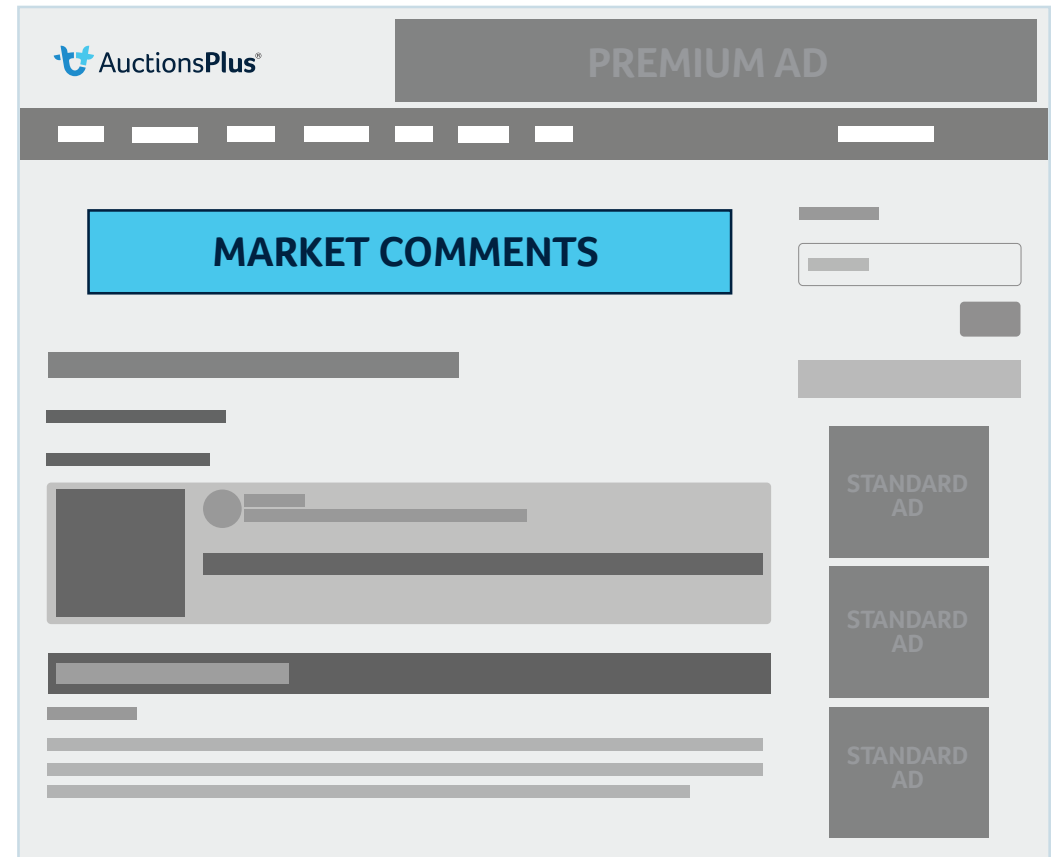 AuctionsPlus®
PREMIUM AD
MARKET COMMENTS
STANDARD
AD
STANDARD
AD
STANDARD
AD